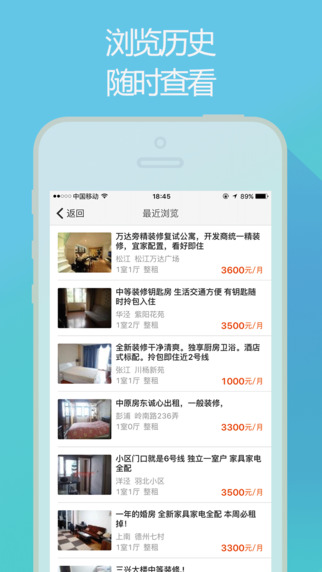 浏览历史
随时查看
中国移动
18:45
89%
返回
最近浏览
万达旁精装修复试公寓，开发商统一精装
修，宜家配置，看好即住
松江 松江万达广场
1室1厅 整租
3600元/月
中等装修钥匙房 生活交通方便 有钥匙随
时拎包入住
华泾 紫阳花苑
1室2厅 整租
3500元/月
全新装修干净清爽。独享厨房卫浴。酒店
式标配。拎包即住近2号线
张江 川杨新苑
1室1厅 整租
1000元/月
中原房东诚心出租，一般装修，
彭浦 岭南路236弄
1室0厅 整租
3300元/月
小区门口就是6号线 独立一室户 家具家电
全配
洋泾 羽北小区
1室0厅 整租
3500元/月
一年的婚房 全新家具家电全配 本周必租
掉！
上南 德州七村
1室1厅 整租
3300元/月
三兴大楼中等装修！